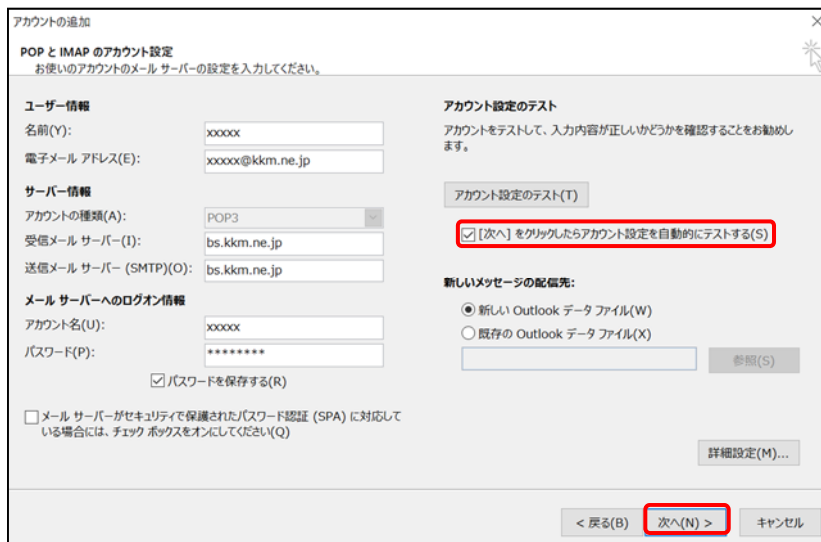 アカウントの追加
POP と IMAP のアカウント設定
お使いのアカウントのメール サーバーの設定を入力してください。
ユーザー情報
名前(Y):
xxxxx
電子メール アドレス(E):
xxxxx@kkm.ne.jp
サーバー情報
アカウントの種類(A):
POP3
受信メール サーバー(I):
bs.kkm.ne.jp
送信メール サーバー (SMTP)(O):
bs.kkm.ne.jp
メール サーバーへのログオン情報
アカウント名(U):
xxxxx
パスワード(P):
********
パスワードを保存する(R)
メール サーバーがセキュリティで保護されたパスワード認証 (SPA) に対応して
いる場合には、チェック ボックスをオンにしてください(Q)
アカウント設定のテスト
アカウントをテストして、入力内容が正しいかどうかを確認することをお勧めし
ます。
アカウント設定のテスト(T)
[次へ] をクリックしたらアカウント設定を自動的にテストする(S)
新しいメッセージの配信先:
新しい Outlook データ ファイル(W)
既存の Outlook データ ファイル(X)
参照(S)
詳細設定(M)...
< 戻る(B)
次へ(N) >
キャンセル